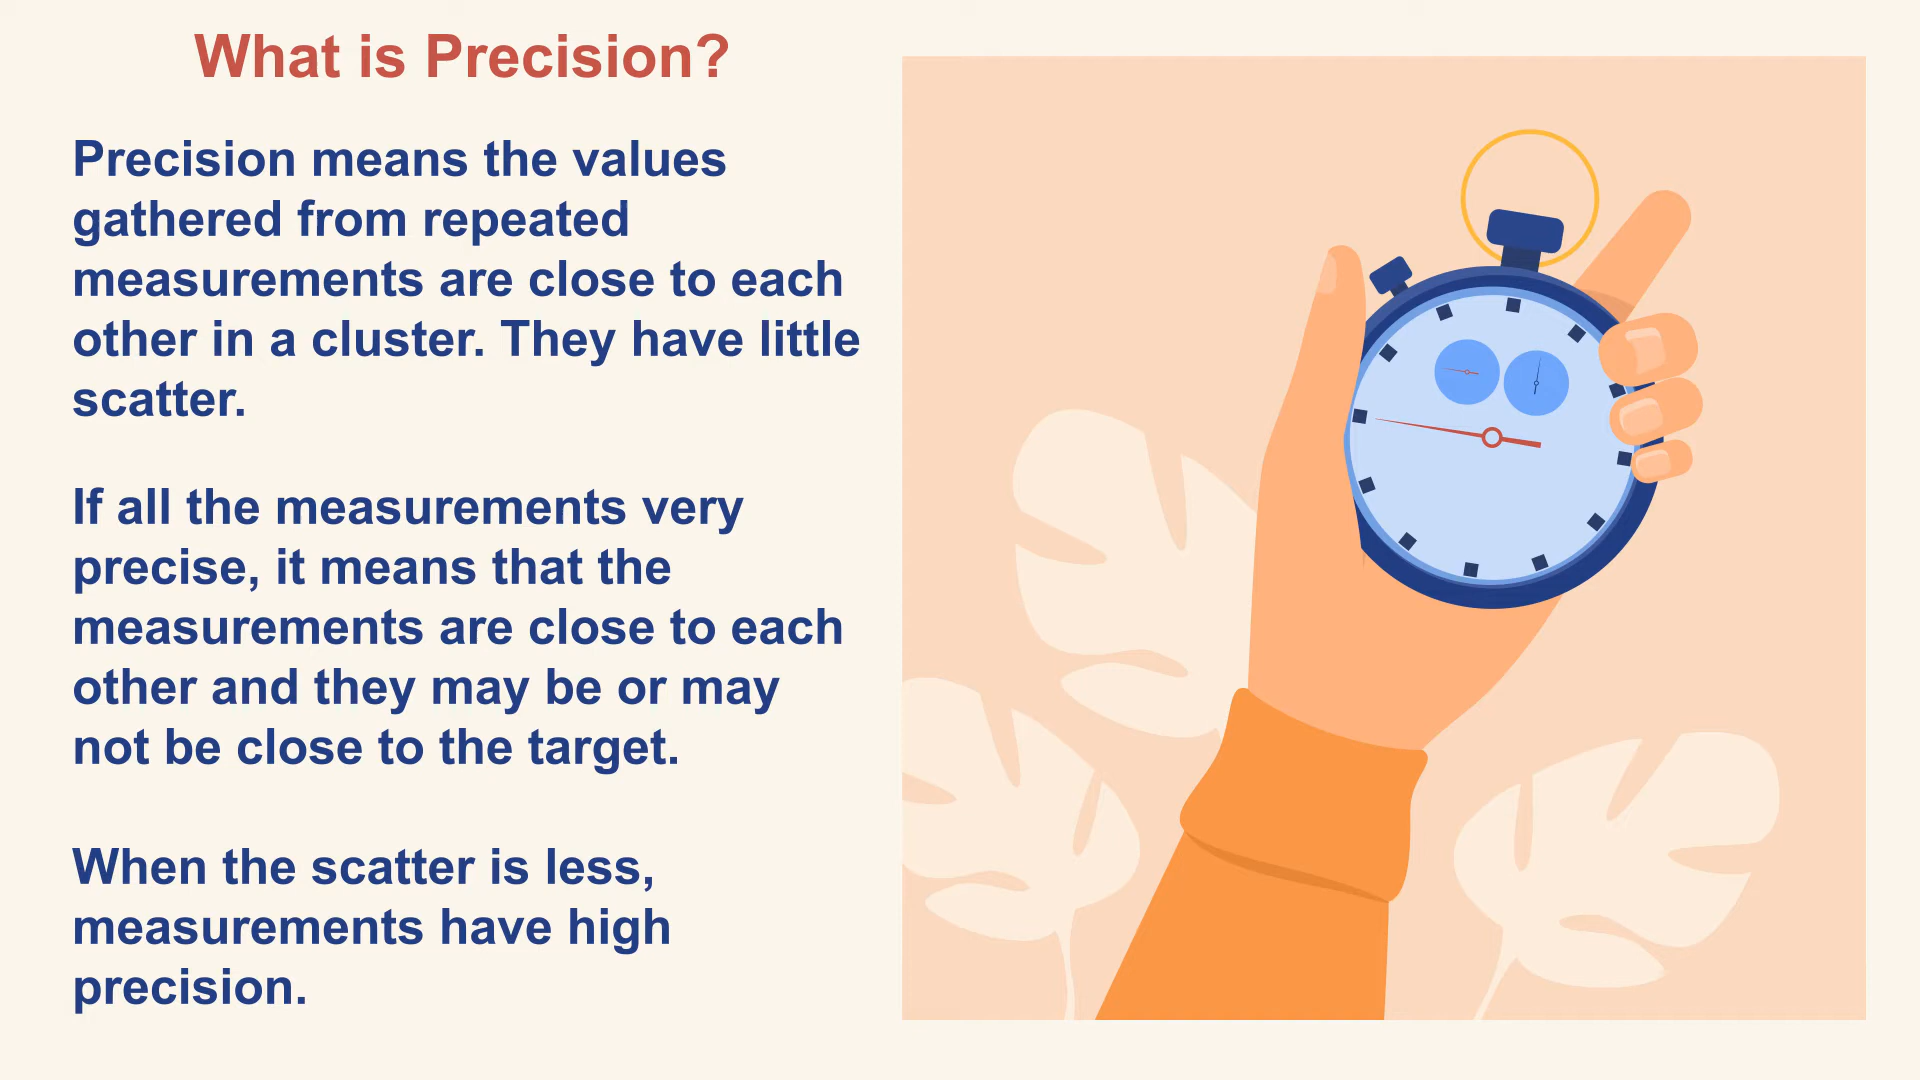 What is Precision?
Precision means the values
gathered from repeated
measurements are close to each
other in a cluster. They have little
scatter.
If all the measurements very
precise, it means that the
measurements are close to each
other and they may be or may
not be close to the target.
When the scatter is less,
measurements have high
precision.